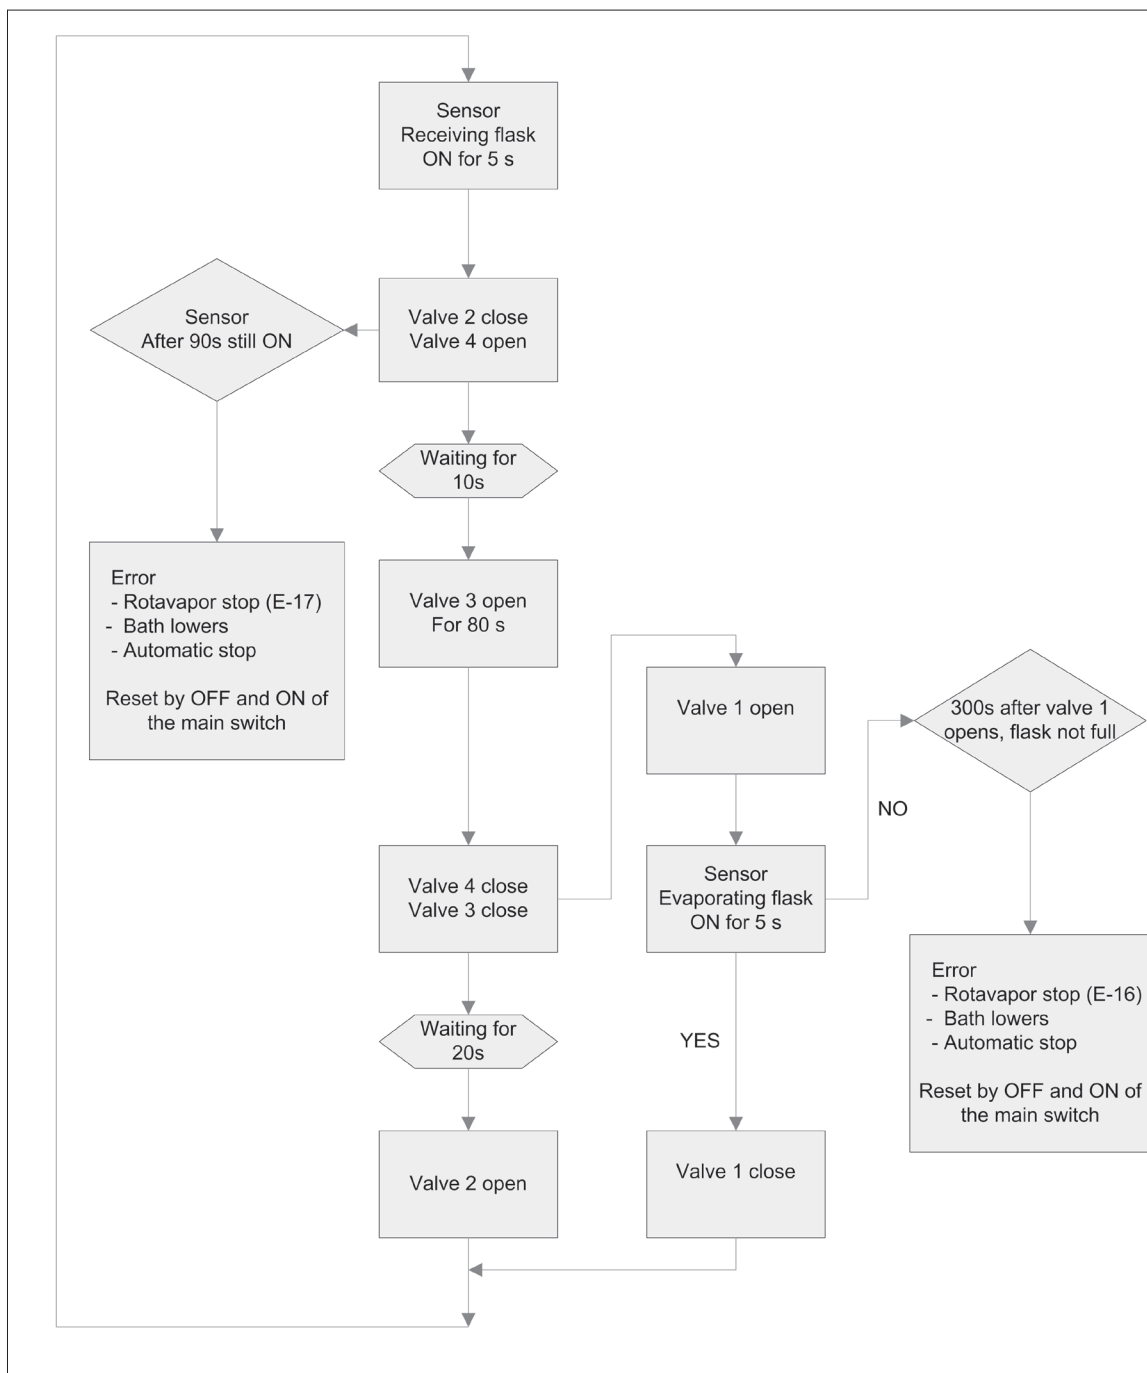 Sensor
Receiving flask
ON for 5 s
Sensor
After 90s still ON
Valve 2 close
Valve 4 open
Waiting for
10s
Error
- Rotavapor stop (E-17)
- Bath lowers
- Automatic stop
Reset by OFF and ON of
the main switch
Valve 3 open
For 80 s
Valve 1 open
300s after valve 1
opens, flask not full
NO
Valve 4 close
Valve 3 close
Sensor
Evaporating flask
ON for 5 s
Error
- Rotavapor stop (E-16)
- Bath lowers
- Automatic stop
Reset by OFF and ON of
the main switch
Waiting for
20s
YES
Valve 2 open
Valve 1 close